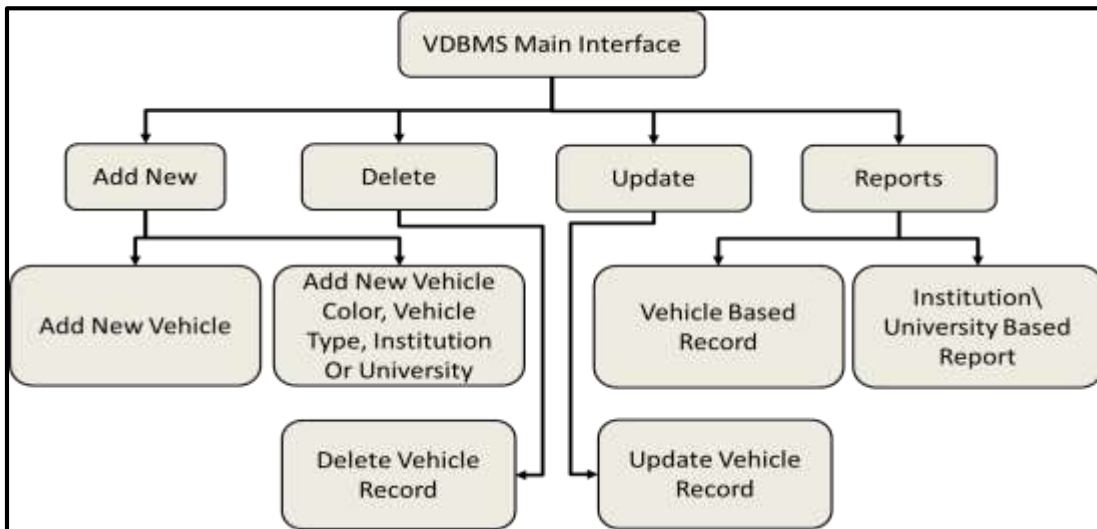 VDBMS Main Interface
Add New
Delete
Update
Reports
Add New Vehicle
Add New Vehicle
Color, Vehicle
Type, Institution
Or University
Vehicle Based
Record
Institution\
University Based
Report
Delete Vehicle
Record
Update Vehicle
Record